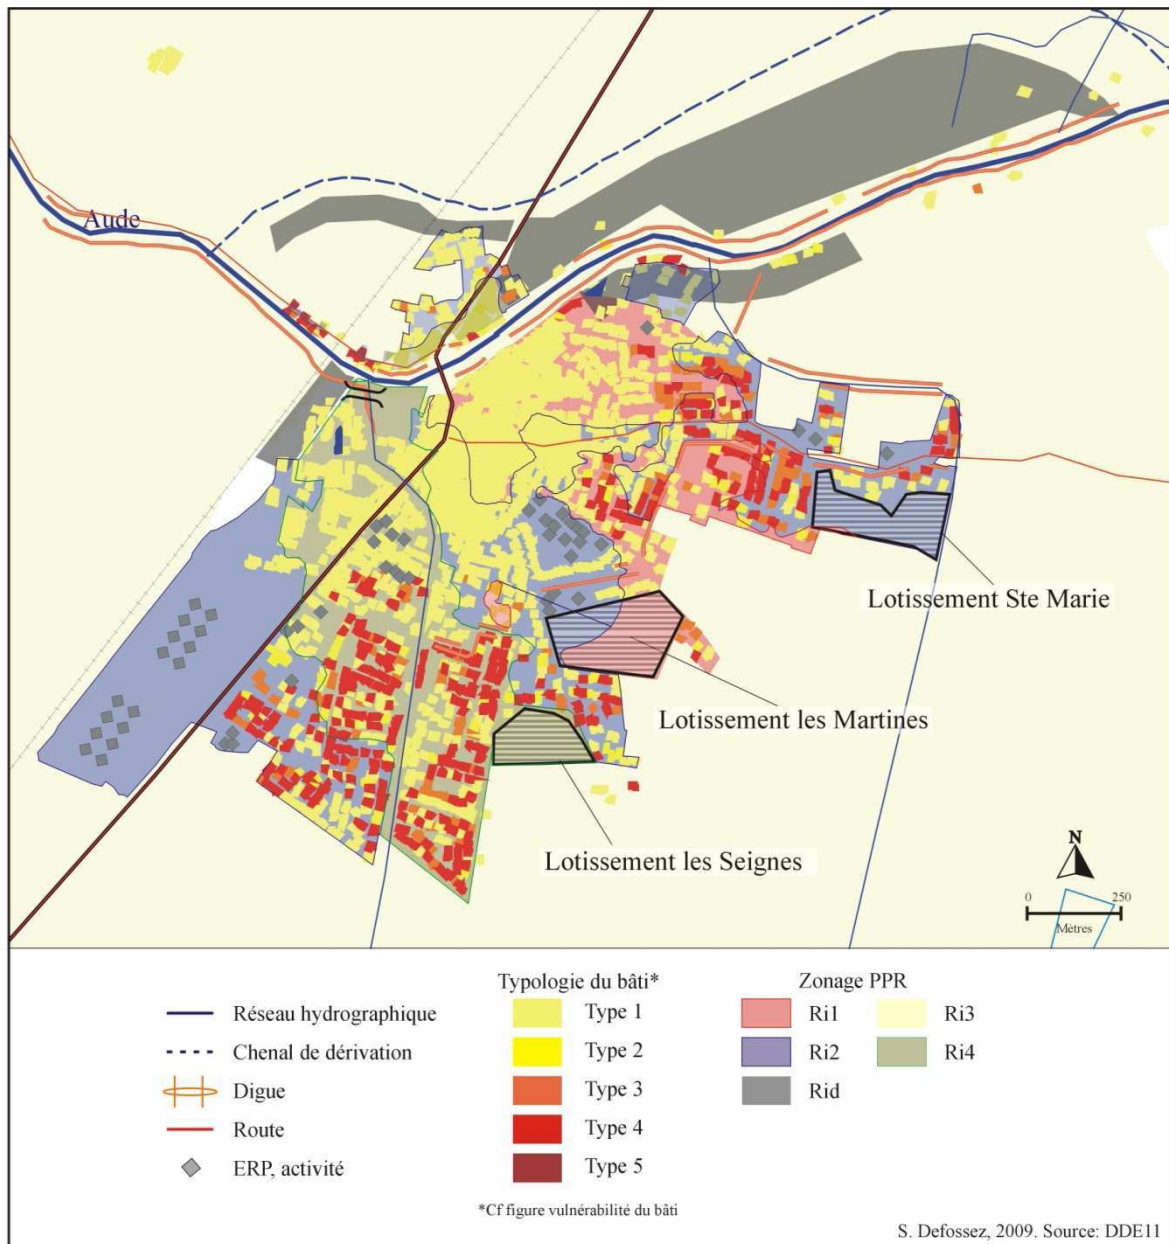 Aude
Lotissement Ste Marie
Lotissement les Martines
Lotissement les Seignes
N
0 250
Mètres
Typologie du bâti*
Zonage PPR
Réseau hydrographique
Type 1
Ri1
Ri3
Chenal de dérivation
Type 2
Ri2
Ri4
Digue
Type 3
Rid
Route
Type 4
ERP, activité
Type 5
*Cf figure vulnérabilité du bâti
S. Defossez, 2009. Source: DDE11